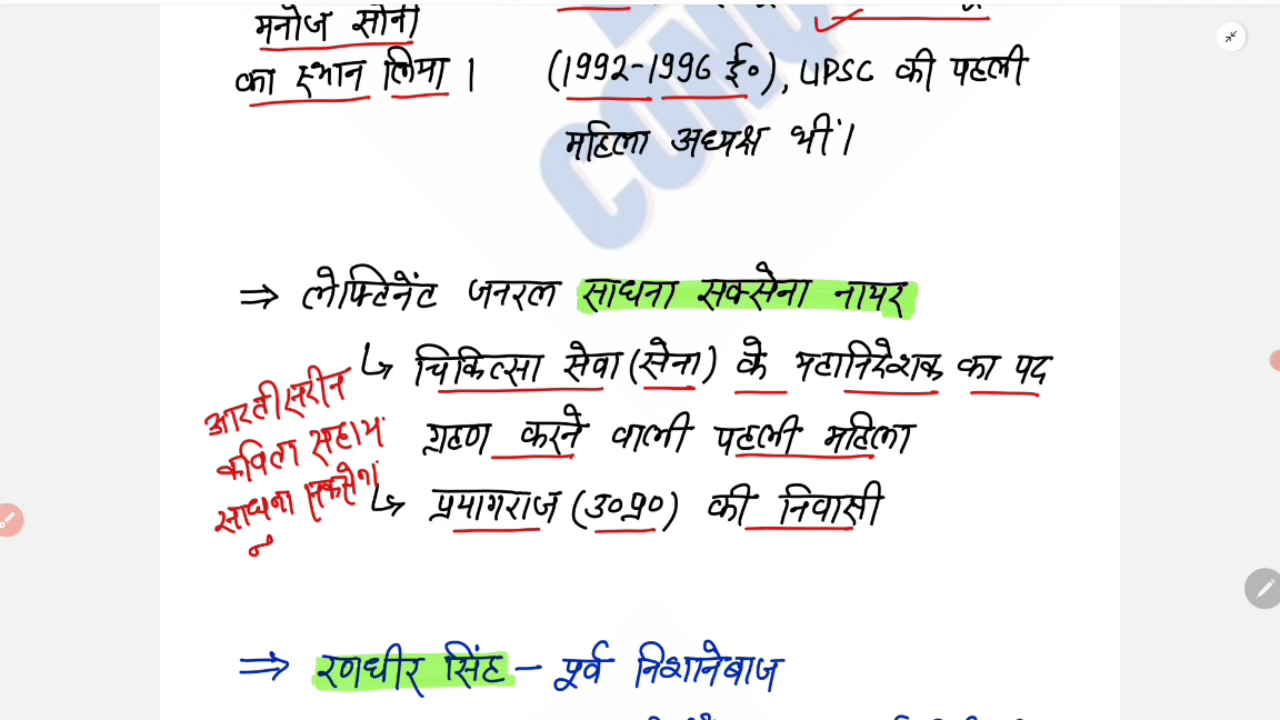 मनोज सोनी
का स्थान लिया।
(1992-1996 ई०), UPSC की पहली
महिला अध्यक्ष थीं।
⇒ लेफ्टिनेंट जनरल साधना सक्सेना नायर
↳ चिकित्सा सेवा (सेना) के महानिदेशक का पद
ग्रहण करने वाली पहली महिला
↳ प्रयागराज (उ०प्र०) की निवासी
आरती सरीन
कविता सहाय
साधना सक्सेना
⇒ रणधीर सिंह – पूर्व निशानेबाज